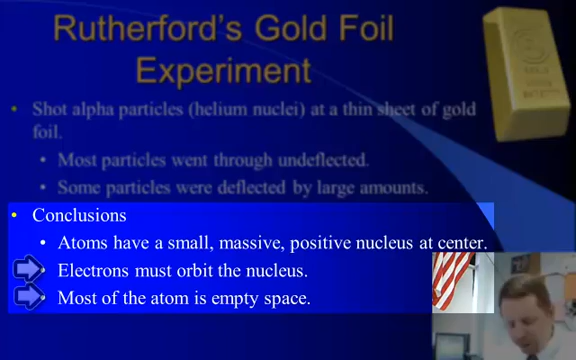 Rutherford's Gold Foil
Experiment
• Shot alpha particles (helium nuclei) at a thin sheet of gold
foil.
• Most particles went through undeflected.
• Some particles were deflected by large amounts.
• Conclusions
• Atoms have a small, massive, positive nucleus at center.
• Electrons must orbit the nucleus.
• Most of the atom is empty space.